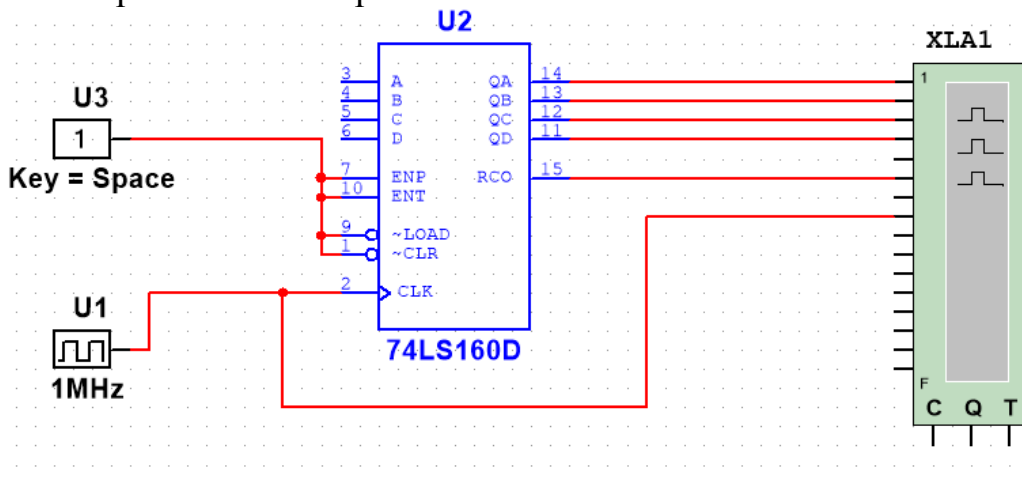 U2
XLA1
U3
1
Key = Space
3 A QA 14
4 B QB 13
5 C QC 12
6 D QD 11
7 ENP RCO 15
10 ENT
9 ~LOAD
1 ~CLR
2 CLK
74LS160D
U1
1MHz
1
F
C Q T